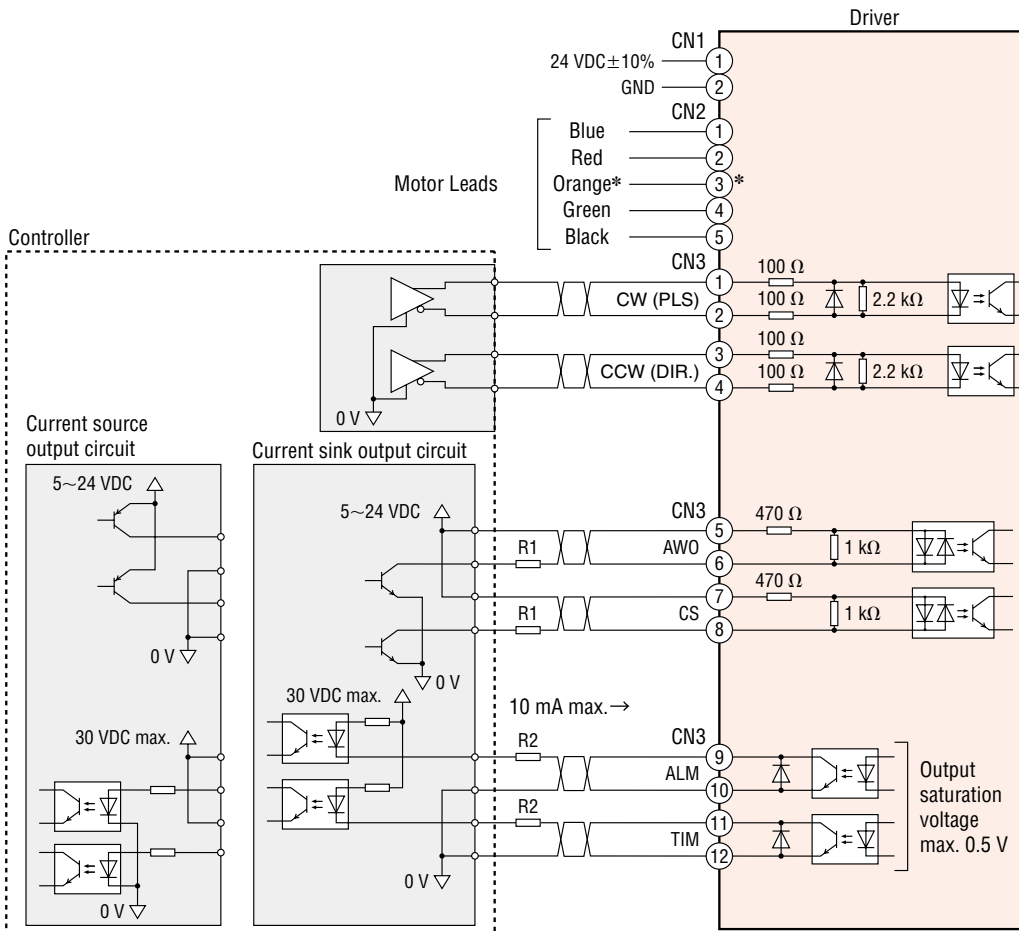 Driver
CN1
24 VDC±10%
1
GND
2
CN2
Blue
1
Red
2
Motor Leads
Orange*
3
*
Green
4
Black
5
Controller
CN3
1
100 Ω
CW (PLS)
100 Ω
2.2 kΩ
2
100 Ω
3
CCW (DIR.)
100 Ω
2.2 kΩ
4
0 V
Current source
output circuit
Current sink output circuit
5~24 VDC
5~24 VDC
CN3
470 Ω
5
R1
AWO
1 kΩ
6
470 Ω
7
R1
CS
1 kΩ
8
0 V
0 V
30 VDC max.
10 mA max.→
30 VDC max.
R2
CN3
9
ALM
10
R2
11
TIM
12
Output
saturation
voltage
max. 0.5 V
0 V
0 V